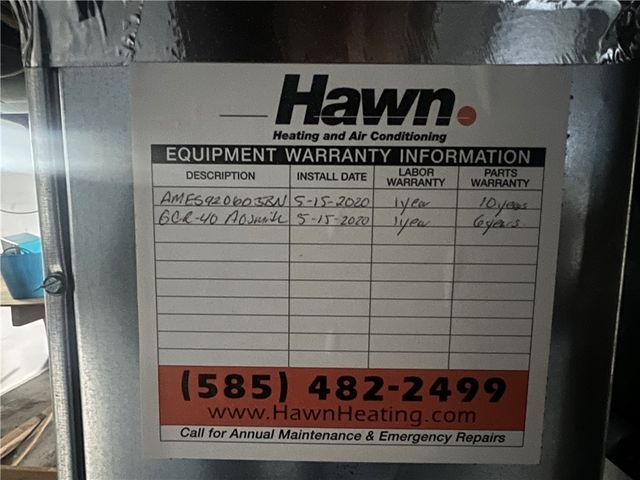 Hawn.
Heating and Air Conditioning
EQUIPMENT WARRANTY INFORMATION
DESCRIPTION INSTALL DATE LABOR WARRANTY PARTS WARRANTY
5-15-2020 1 year 10 years
GCR-40 AOSmith 5-15-2020 1 year 6 years
(585) 482-2499
www.HawnHeating.com
Call for Annual Maintenance & Emergency Repairs